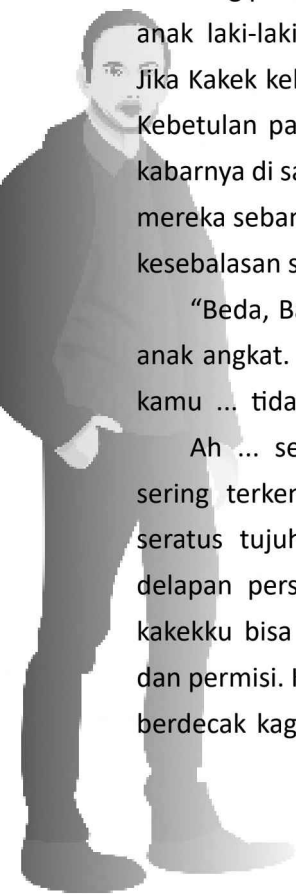 anak laki-laki
Jika Kakek kel
Kebetulan pa
kabarnya di sa
mereka sebar
kesebalasan s
“Beda, Ba
anak angkat.
kamu ... tida
Ah ... se
sering terker
seratus tujuh
delapan pers
kakekku bisa
dan permisi. I
berdecak kag